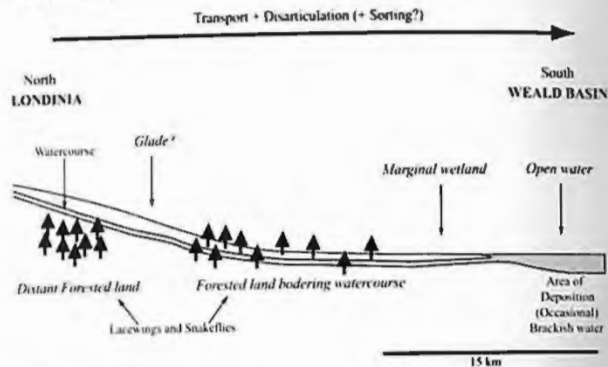 Transport + Disarticulation (+ Sorting?)
North
LONDINIA
South
WEALD BASIN
Watercourse
Glade
Marginal wetland
Open water
Distant Forested land
Forested land bodering watercourse
Lacewings and Snakeflies
Area of
Deposition
(Occasional)
Brackish water
15 km